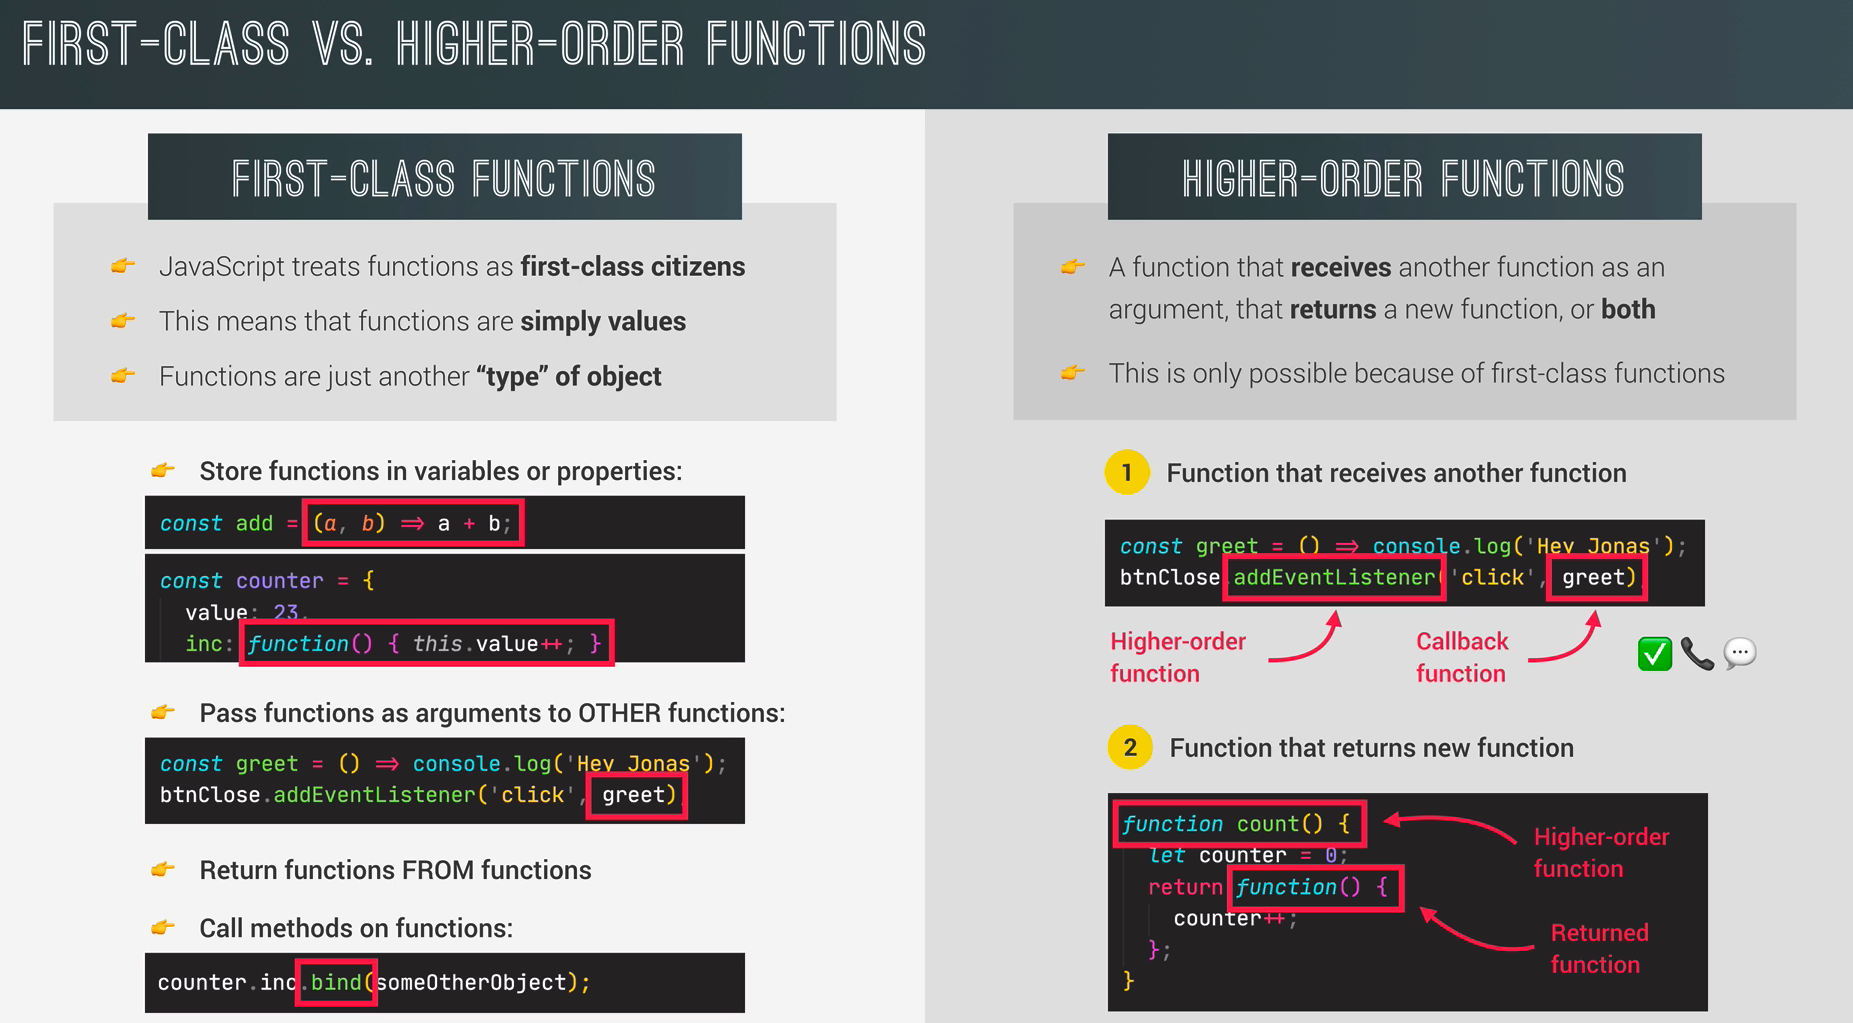 FIRST-CLASS VS. HIGHER-ORDER FUNCTIONS
FIRST-CLASS FUNCTIONS
JavaScript treats functions as first-class citizens
This means that functions are simply values
Functions are just another “type” of object
Store functions in variables or properties:
const add = (a, b) => a + b;
const counter = {
value: 23,
inc: function() { this.value++; }
Pass functions as arguments to OTHER functions:
const greet = () => console.log('Hey Jonas');
btnClose.addEventListener('click', greet)
Return functions FROM functions
Call methods on functions:
counter.inc.bind(someOtherObject);
HIGHER-ORDER FUNCTIONS
A function that receives another function as an
argument, that returns a new function, or both
This is only possible because of first-class functions
1 Function that receives another function
const greet = () => console.log('Hey Jonas');
btnClose.addEventListener('click', greet)
Higher-order
function
Callback
function
2 Function that returns new function
function count() {
let counter = 0;
return function() {
counter++;
};
}
Higher-order
function
Returned
function